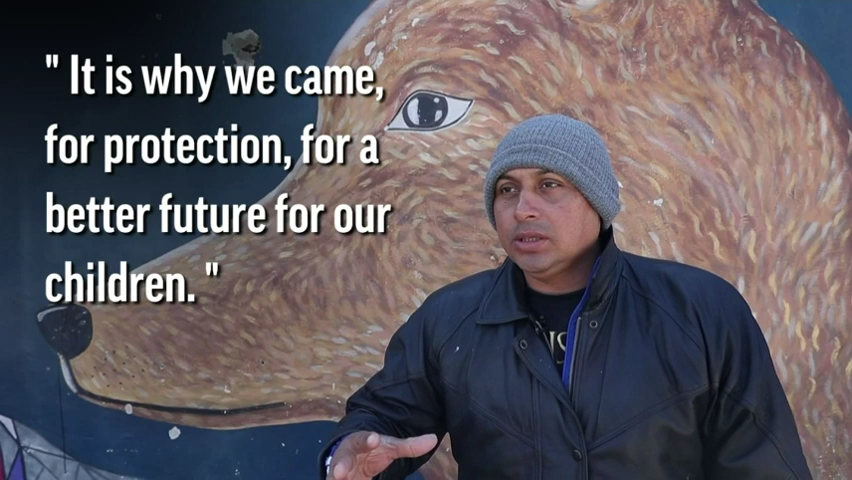 " It is why we came,
for protection, for a
better future for our
children. "